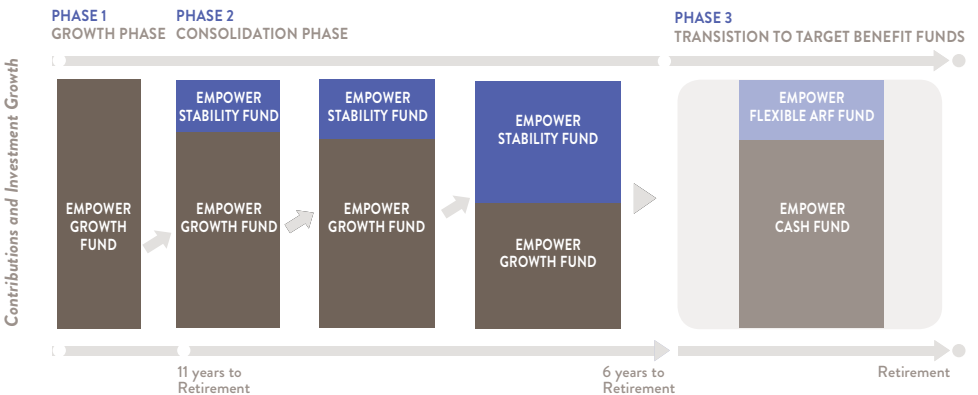 PHASE 1
GROWTH PHASE
PHASE 2
CONSOLIDATION PHASE
PHASE 3
TRANSISTION TO TARGET BENEFIT FUNDS
Contributions and Investment Growth
EMPOWER
GROWTH
FUND
EMPOWER
STABILITY FUND
EMPOWER
GROWTH FUND
EMPOWER
STABILITY FUND
EMPOWER
GROWTH FUND
EMPOWER
STABILITY FUND
EMPOWER
GROWTH FUND
EMPOWER
FLEXIBLE ARF FUND
EMPOWER
CASH FUND
11 years to
Retirement
6 years to
Retirement
Retirement